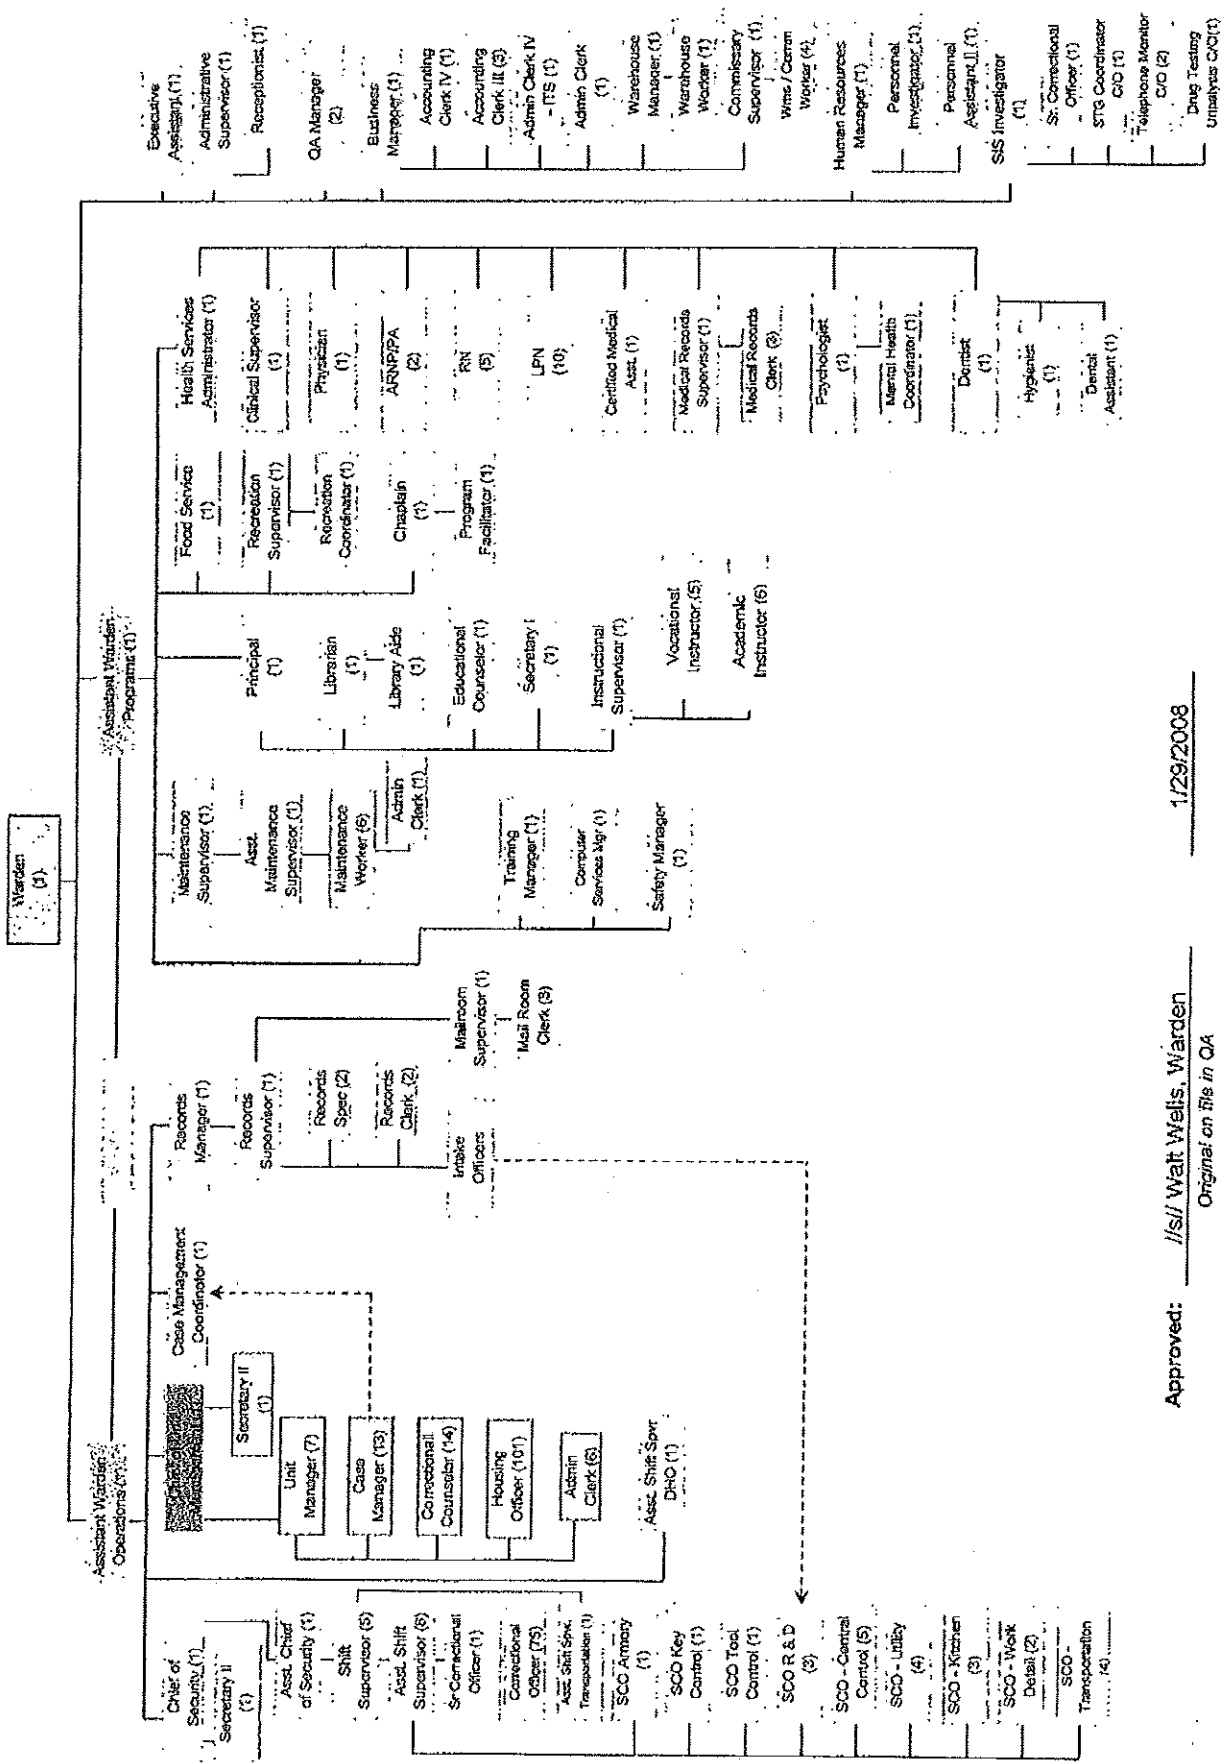 Warden
(1)
Assistant Warden
Operations (1)
Assistant Warden
Programs (1)
Chief of
Security (1)
Secretary II
(1)
Asst. Chief
of Security (1)
Shift
Supervisor (5)
Asst. Shift
Supervisor (6)
Sr Correctional
Officer (1)
Correctional
Officer (75)
Asst. Shift Spvr.
Transportation (1)
SCO Armory
(1)
SCO Key
Control (1)
SCO Tool
Control (1)
SCO R & D
(3)
SCO - Central
Control (5)
SCO - Utility
(4)
SCO - Kitchen
(3)
SCO - Work
Detail (2)
SCO -
Transportation
(4)
Secretary II
(1)
Unit
Manager (7)
Case
Manager (13)
Correctional
Counselor (14)
Housing
Officer (101)
Admin
Clerk (6)
Asst. Shift Spvr
DHO (1)
Case Management
Coordinator (1)
Records
Manager (1)
Records
Supervisor (1)
Records
Spec (2)
Records
Clerk (2)
Intake
Officers
Mailroom
Supervisor (1)
Mail Room
Clerk (3)
Maintenance
Supervisor (1)
Asst.
Maintenance
Supervisor (1)
Maintenance
Worker (6)
Admin
Clerk (1)
Training
Manager (1)
Computer
Services Mgr (1)
Safety Manager
(1)
Principal
(1)
Librarian
(1)
Library Aide
(1)
Educational
Counselor (1)
Secretary I
(1)
Instructional
Supervisor (1)
Vocational
Instructor (5)
Academic
Instructor (6)
Food Service
(1)
Recreation
Supervisor (1)
Recreation
Coordinator (1)
Chaplain
(1)
Program
Facilitator (1)
Health Services
Administrator (1)
Clinical Supervisor
(1)
Physician
(1)
ARNP/PA
(2)
RN
(5)
LPN
(10)
Certified Medical
Asst. (1)
Medical Records
Supervisor (1)
Medical Records
Clerk (3)
Psychologist
(1)
Mental Health
Coordinator (1)
Dentist
(1)
Hygienist
(1)
Dental
Assistant (1)
Executive
Assistant (1)
Administrative
Supervisor (1)
Receptionist (1)
QA Manager
(2)
Business
Manager (1)
Accounting
Clerk IV (1)
Accounting
Clerk III (3)
Admin Clerk IV
- ITS (1)
Admin Clerk
(1)
Warehouse
Manager (1)
Warehouse
Worker (1)
Commissary
Supervisor (1)
Wrhs / Comm
Worker (4)
Human Resources
Manager (1)
Personnel
Investigator (1)
Personnel
Assistant II (1)
SIS Investigator
(1)
Sr. Correctional
Officer (1)
STG Coordinator
C/O (1)
Telephone Monitor
C/O (2)
Drug Testing
Urinalysis C/O(1)
Approved: //s// Walt Wells, Warden 1/29/2008
Original on file in QA